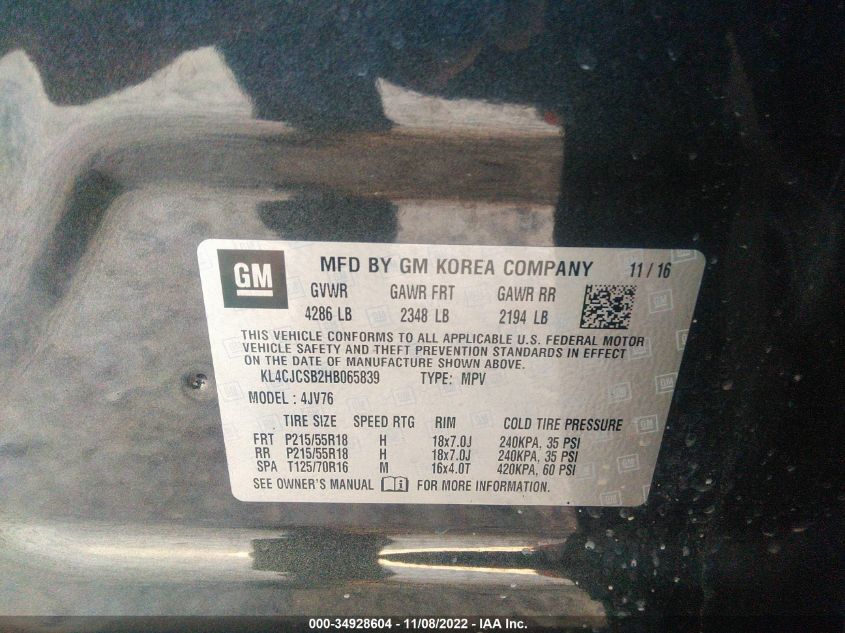 GM MFD BY GM KOREA COMPANY 11 / 16
GVWR GAWR FRT GAWR RR
4286 LB 2348 LB 2194 LB
THIS VEHICLE CONFORMS TO ALL APPLICABLE U.S. FEDERAL MOTOR
VEHICLE SAFETY AND THEFT PREVENTION STANDARDS IN EFFECT
ON THE DATE OF MANUFACTURE SHOWN ABOVE.
KL4CJCSB2HB065839 TYPE: MPV
MODEL : 4JV76
TIRE SIZE SPEED RTG RIM COLD TIRE PRESSURE
FRT P215/55R18 H 18x7.0J 240KPA, 35 PSI
RR P215/55R18 H 18x7.0J 240KPA, 35 PSI
SPA T125/70R16 M 16x4.0T 420KPA, 60 PSI
SEE OWNER'S MANUAL FOR MORE INFORMATION.
000-34928604 - 11/08/2022 - IAA Inc.